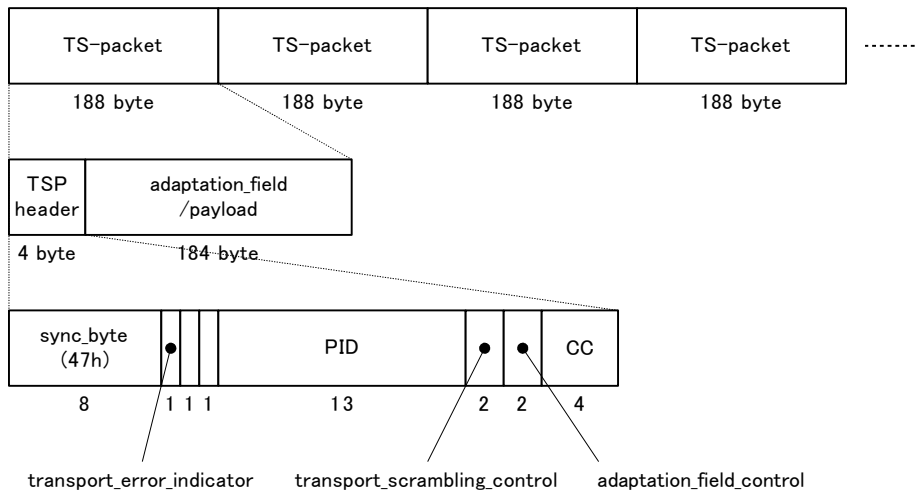 TS-packet TS-packet TS-packet TS-packet
188 byte 188 byte 188 byte 188 byte
TSP
header
adaptation_field
/payload
4 byte 184 byte
sync_byte
(47h)
PID
CC
8 1 1 1 13 2 2 4
transport_error_indicator transport_scrambling_control adaptation_field_control